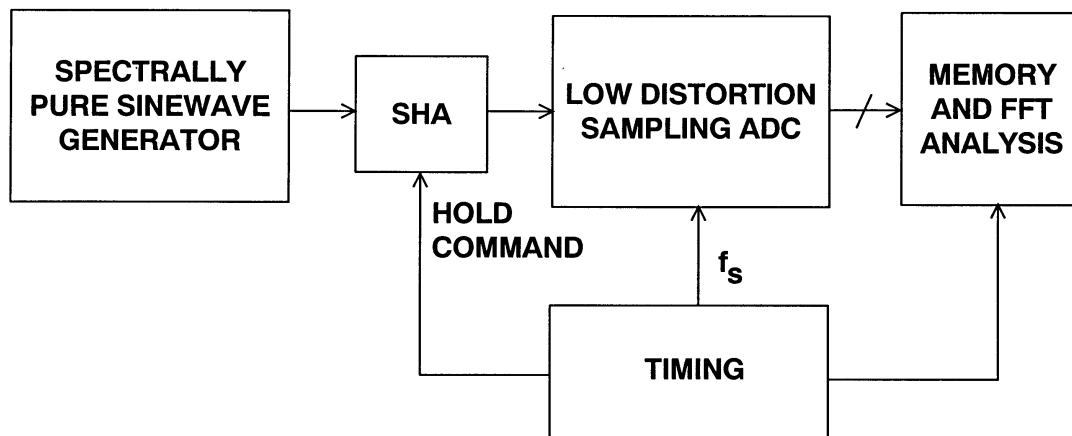 SPECTRALLY
PURE SINEWAVE
GENERATOR
SHA
LOW DISTORTION
SAMPLING ADC
MEMORY
AND FFT
ANALYSIS
HOLD
COMMAND
fs
TIMING